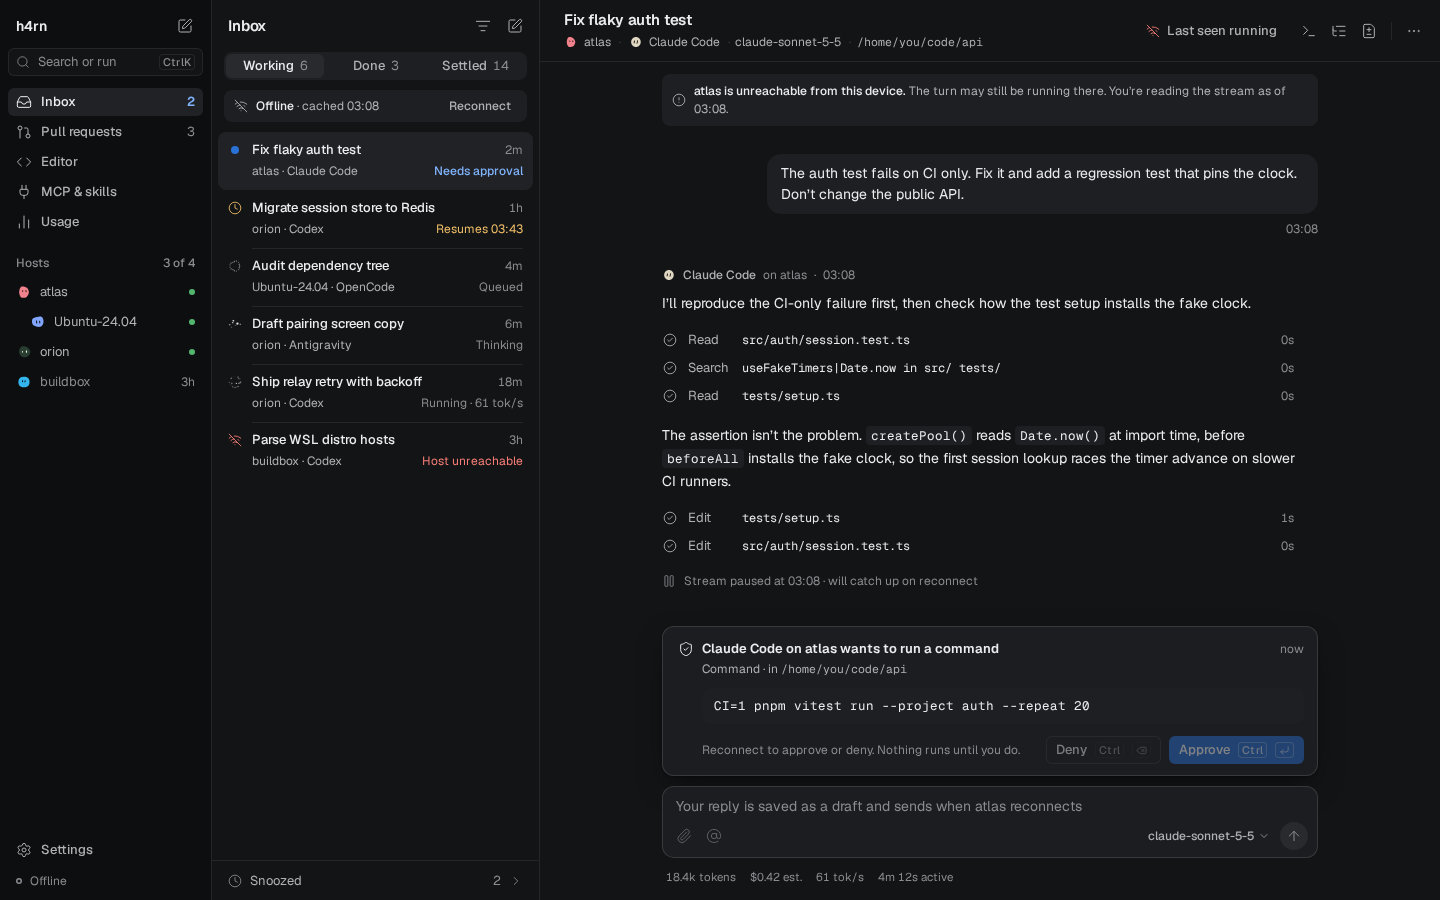 h4rn
Search or run
CtrlK
Inbox 2
Pull requests 3
Editor
MCP & skills
Usage
Hosts 3 of 4
atlas
Ubuntu-24.04
orion
buildbox 3h
Settings
Offline
Inbox
Working 6 Done 3 Settled 14
Offline · cached 03:08 Reconnect
Fix flaky auth test 2m
atlas · Claude Code Needs approval
Migrate session store to Redis 1h
orion · Codex Resumes 03:43
Audit dependency tree 4m
Ubuntu-24.04 · OpenCode Queued
Draft pairing screen copy 6m
orion · Antigravity Thinking
Ship relay retry with backoff 18m
orion · Codex Running · 61 tok/s
Parse WSL distro hosts 3h
buildbox · Codex Host unreachable
Snoozed 2
Fix flaky auth test
atlas · Claude Code · claude-sonnet-5-5 · /home/you/code/api
Last seen running
atlas is unreachable from this device. The turn may still be running there. You're reading the stream as of
03:08.
The auth test fails on CI only. Fix it and add a regression test that pins the clock.
Don't change the public API.
03:08
Claude Code on atlas · 03:08
I'll reproduce the CI-only failure first, then check how the test setup installs the fake clock.
Read src/auth/session.test.ts 0s
Search useFakeTimers|Date.now in src/ tests/ 0s
Read tests/setup.ts 0s
The assertion isn't the problem. createPool() reads Date.now() at import time, before
beforeAll installs the fake clock, so the first session lookup races the timer advance on slower
CI runners.
Edit tests/setup.ts 1s
Edit src/auth/session.test.ts 0s
Stream paused at 03:08 · will catch up on reconnect
Claude Code on atlas wants to run a command now
Command · in /home/you/code/api
CI=1 pnpm vitest run --project auth --repeat 20
Reconnect to approve or deny. Nothing runs until you do.
Deny Ctrl
Approve Ctrl
Your reply is saved as a draft and sends when atlas reconnects
claude-sonnet-5-5
18.4k tokens $0.42 est. 61 tok/s 4m 12s active